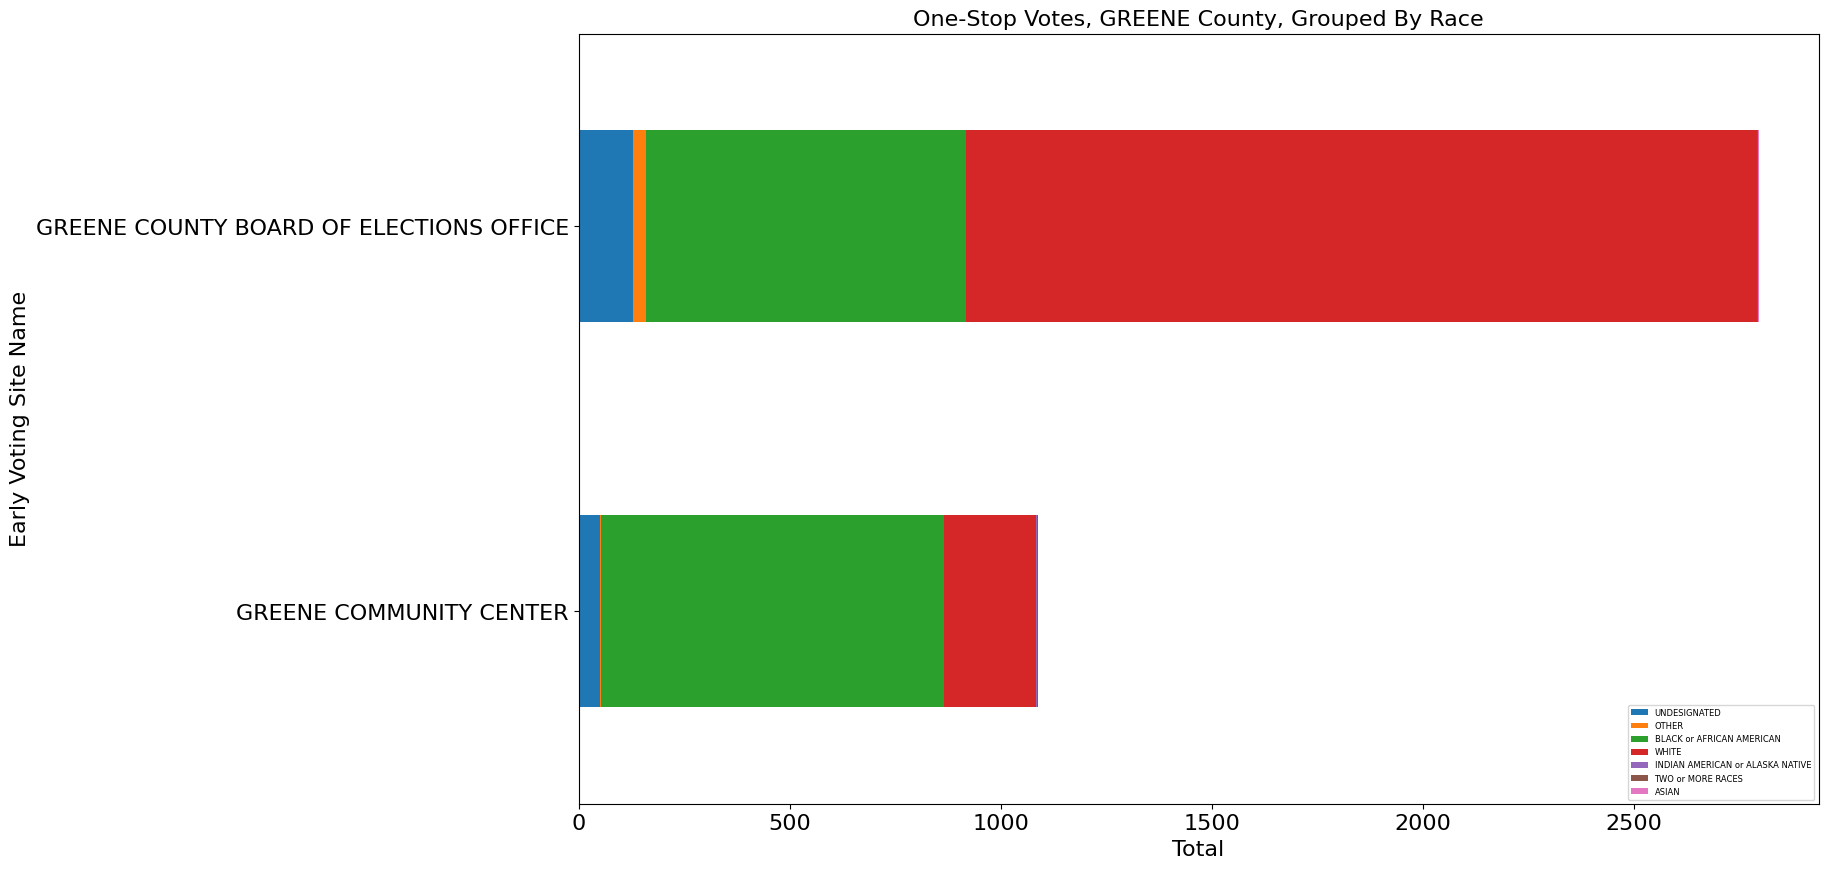 One-Stop Votes, GREENE County, Grouped By Race
Early Voting Site Name
GREENE COUNTY BOARD OF ELECTIONS OFFICE
GREENE COMMUNITY CENTER
UNDESIGNATED
OTHER
BLACK or AFRICAN AMERICAN
WHITE
INDIAN AMERICAN or ALASKA NATIVE
TWO or MORE RACES
ASIAN
0 500 1000 1500 2000 2500
Total